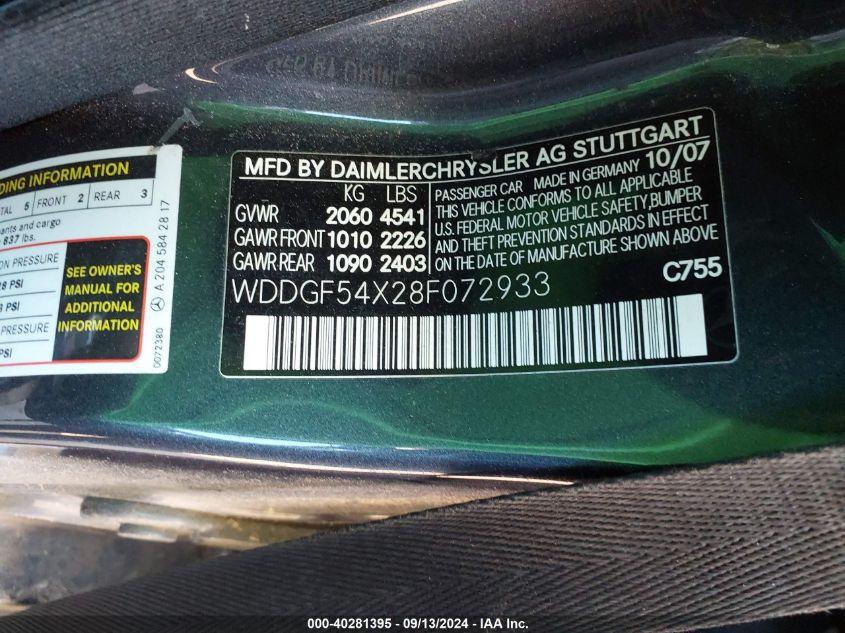 MFD BY DAIMLERCHRYSLER AG STUTTGART
10/07
KG LBS
GVWR 2060 4541
GAWR FRONT 1010 2226
GAWR REAR 1090 2403
PASSENGER CAR MADE IN GERMANY
THIS VEHICLE CONFORMS TO ALL APPLICABLE
U.S. FEDERAL MOTOR VEHICLE SAFETY,BUMPER
AND THEFT PREVENTION STANDARDS IN EFFECT
ON THE DATE OF MANUFACTURE SHOWN ABOVE
C755
WDDGF54X28F072933
DING INFORMATION
TAL 5 FRONT 2 REAR 3
ants and cargo
837 lbs.
ON PRESSURE
PSI
PSI
PRESSURE
PSI
SEE OWNER'S
MANUAL FOR
ADDITIONAL
INFORMATION
A 204 584 28 17
0072380
000-40281395 - 09/13/2024 - IAA Inc.